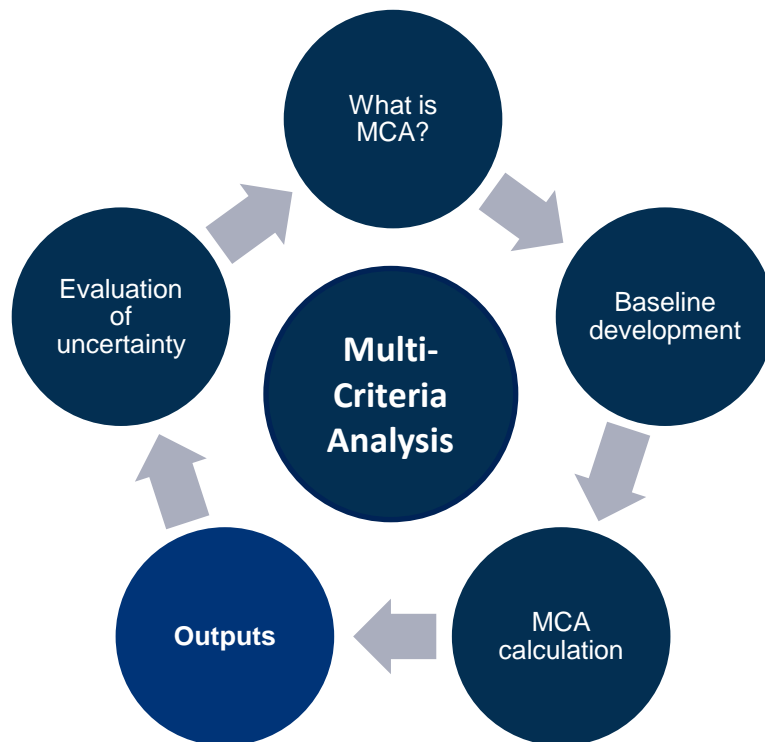 What is
MCA?
Baseline
development
MCA
calculation
Outputs
Evaluation
of
uncertainty
Multi-
Criteria
Analysis